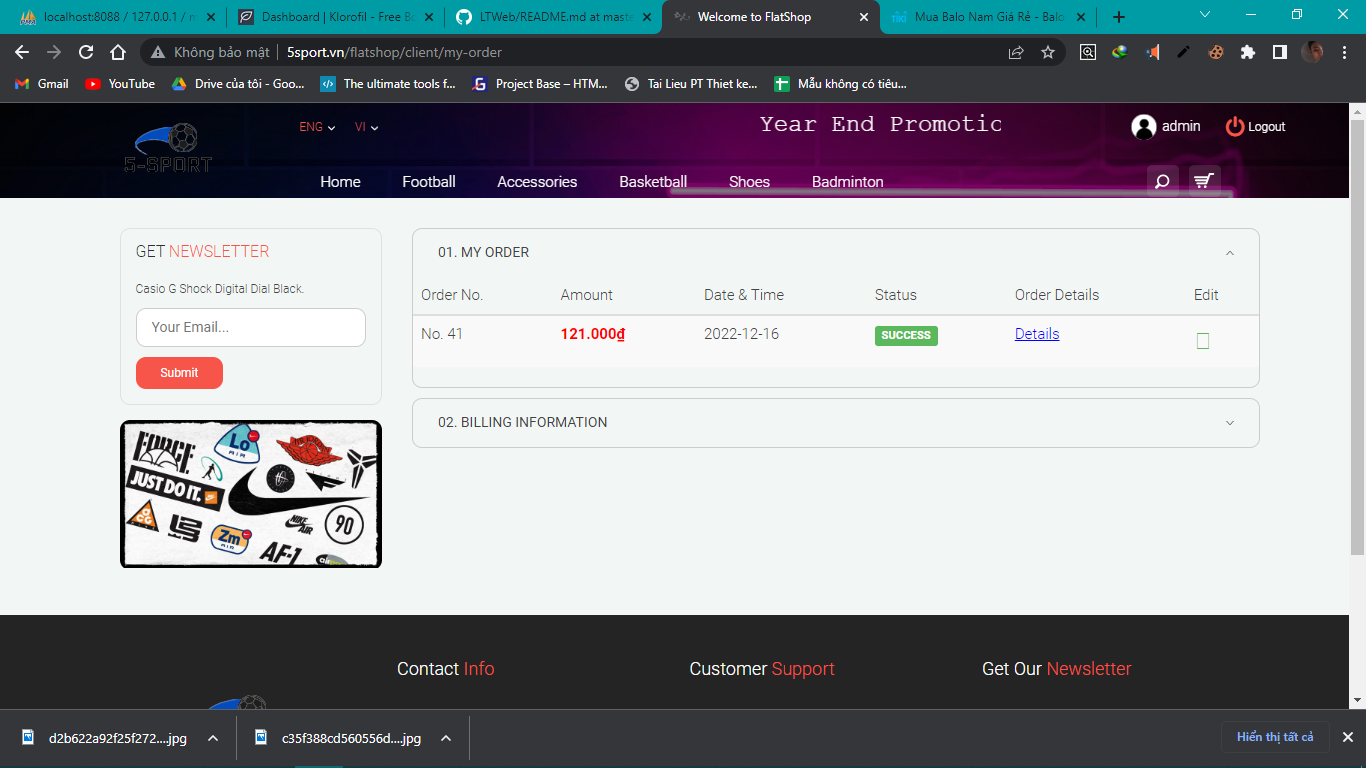 localhost:8088 / 127.0.0.1 / m
Dashboard | Klorofil - Free Bo
LTWeb/README.md at maste
Welcome to FlatShop
TIKI
Mua Balo Nam Giá Rẻ - Balo
Không bảo mật
5sport.vn/flatshop/client/my-order
Gmail
YouTube
Drive của tôi - Goo...
The ultimate tools f...
Project Base – HTM...
Tai Lieu PT Thiet ke...
Mẫu không có tiêu...
5-SPORT
ENG
VI
Year End Promotic
admin
Logout
Home
Football
Accessories
Basketball
Shoes
Badminton
GET NEWSLETTER
Casio G Shock Digital Dial Black.
Your Email...
Submit
FORCE
Lo
AIR
JUST DO IT.
ACG
NIKE
AIR
90
Zm
AIR
AF-1
01. MY ORDER
Order No.
Amount
Date & Time
Status
Order Details
Edit
No. 41
121.000₫
2022-12-16
SUCCESS
Details
02. BILLING INFORMATION
Contact Info
Customer Support
Get Our Newsletter
d2b622a92f25f272....jpg
c35f388cd560556d....jpg
Hiển thị tất cả